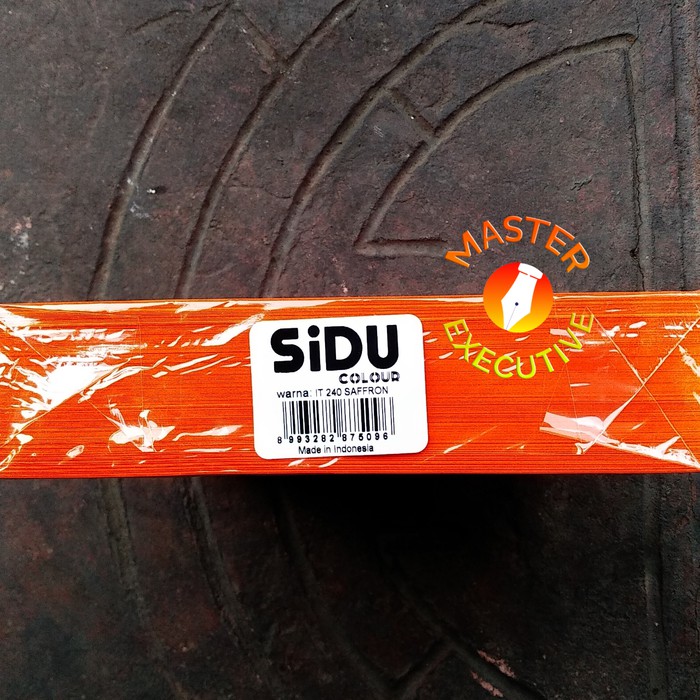 MASTER
EXECUTIVE
SiDU
COLOUR
warna: IT 240 SAFFRON
8 993282 875096
Made in Indonesia